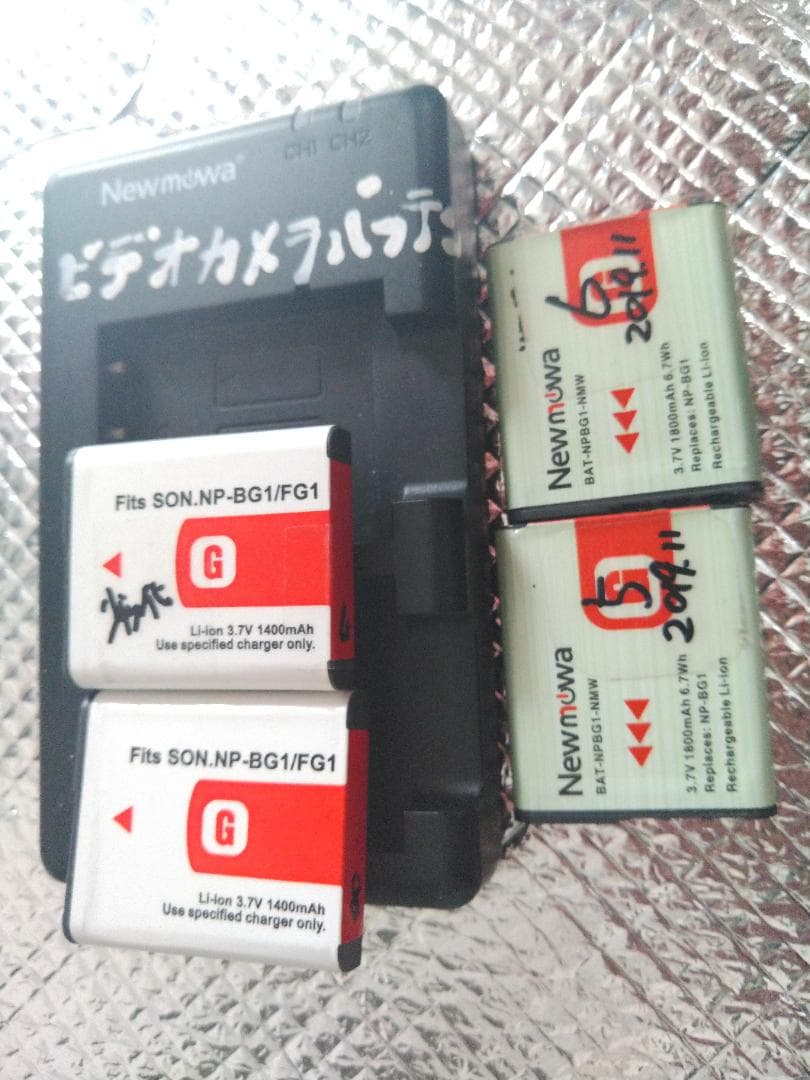 CH1 CH2
Newmowa
ビデオカメラバッテ
Fits SON.NP-BG1/FG1
G
Li-ion 3.7V 1400mAh
Use specified charger only.
Fits SON.NP-BG1/FG1
G
Li-ion 3.7V 1400mAh
Use specified charger only.
6
2019.11
Newmowa
BAT-NPBG1-NMW
3.7V 1800mAh 6.7Wh
Replaces: NP-BG1
Rechargeable Li-ion
5
2019.11
Newmowa
BAT-NPBG1-NMW
3.7V 1800mAh 6.7Wh
Replaces: NP-BG1
Rechargeable Li-ion